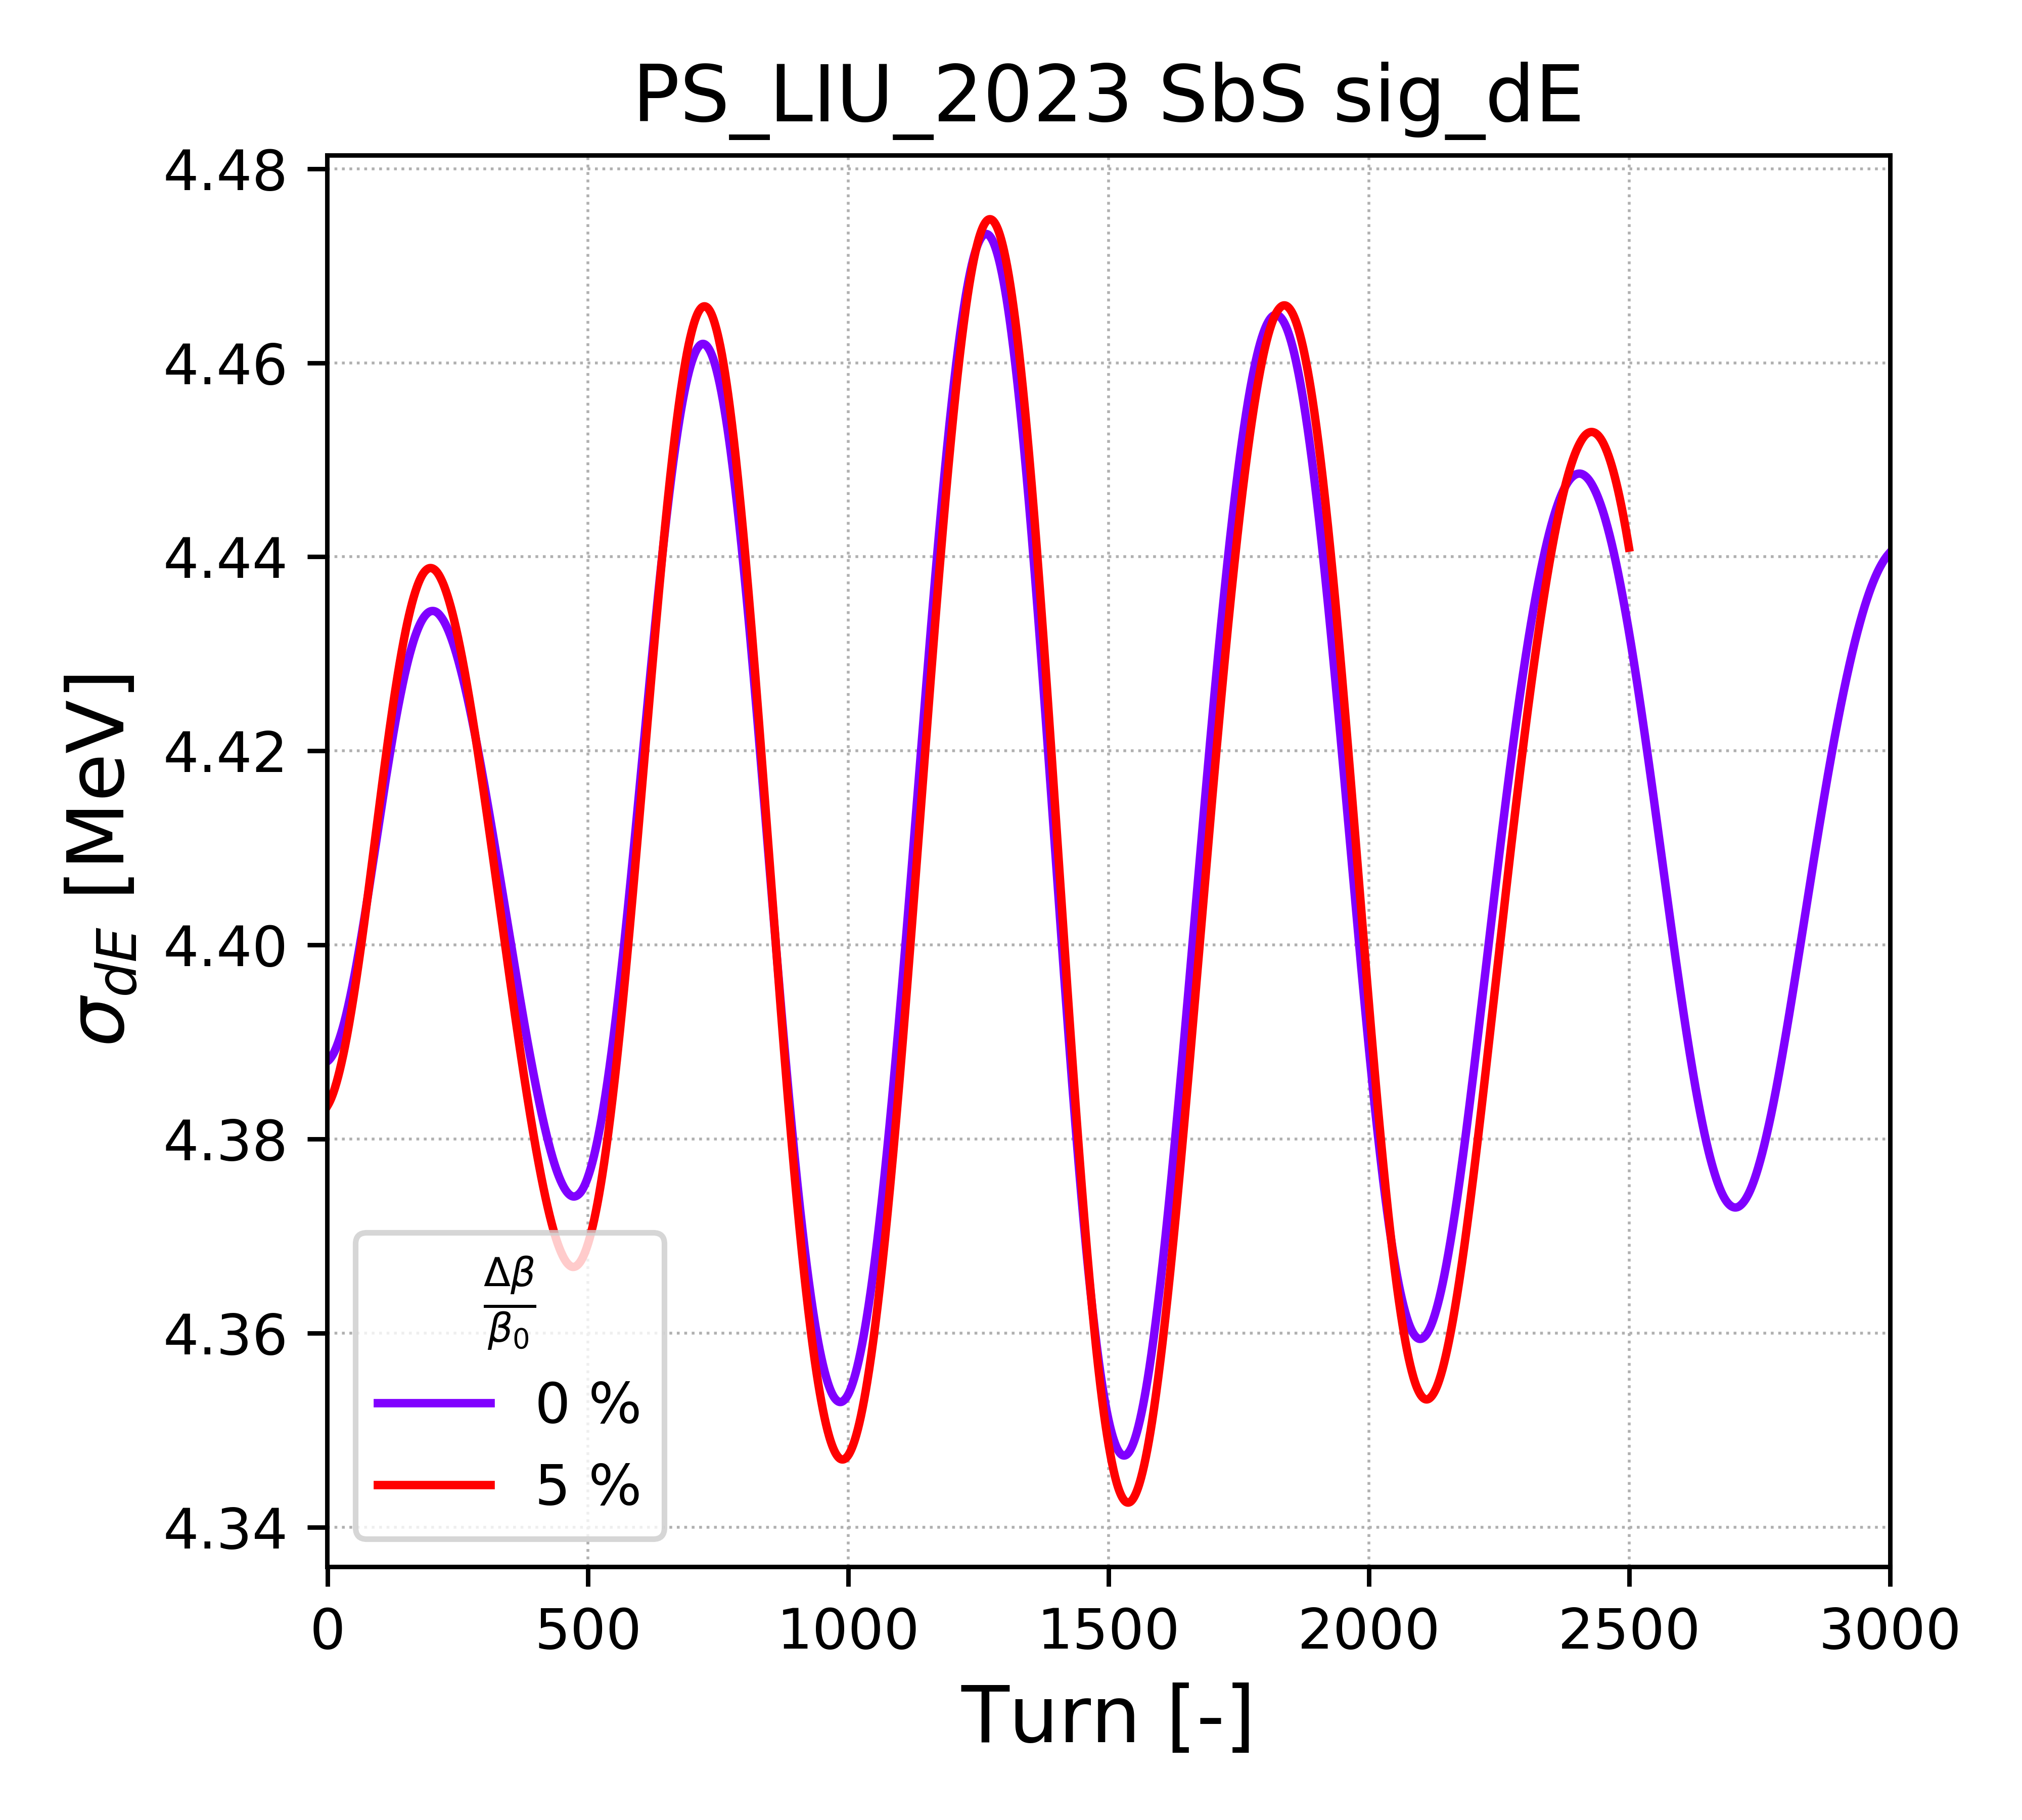 PS_LIU_2023 SbS sig_dE
σ_dE [MeV]
4.48
4.46
4.44
4.42
4.40
4.38
4.36
4.34
Δβ
β₀
0 %
5 %
0 500 1000 1500 2000 2500 3000
Turn [-]